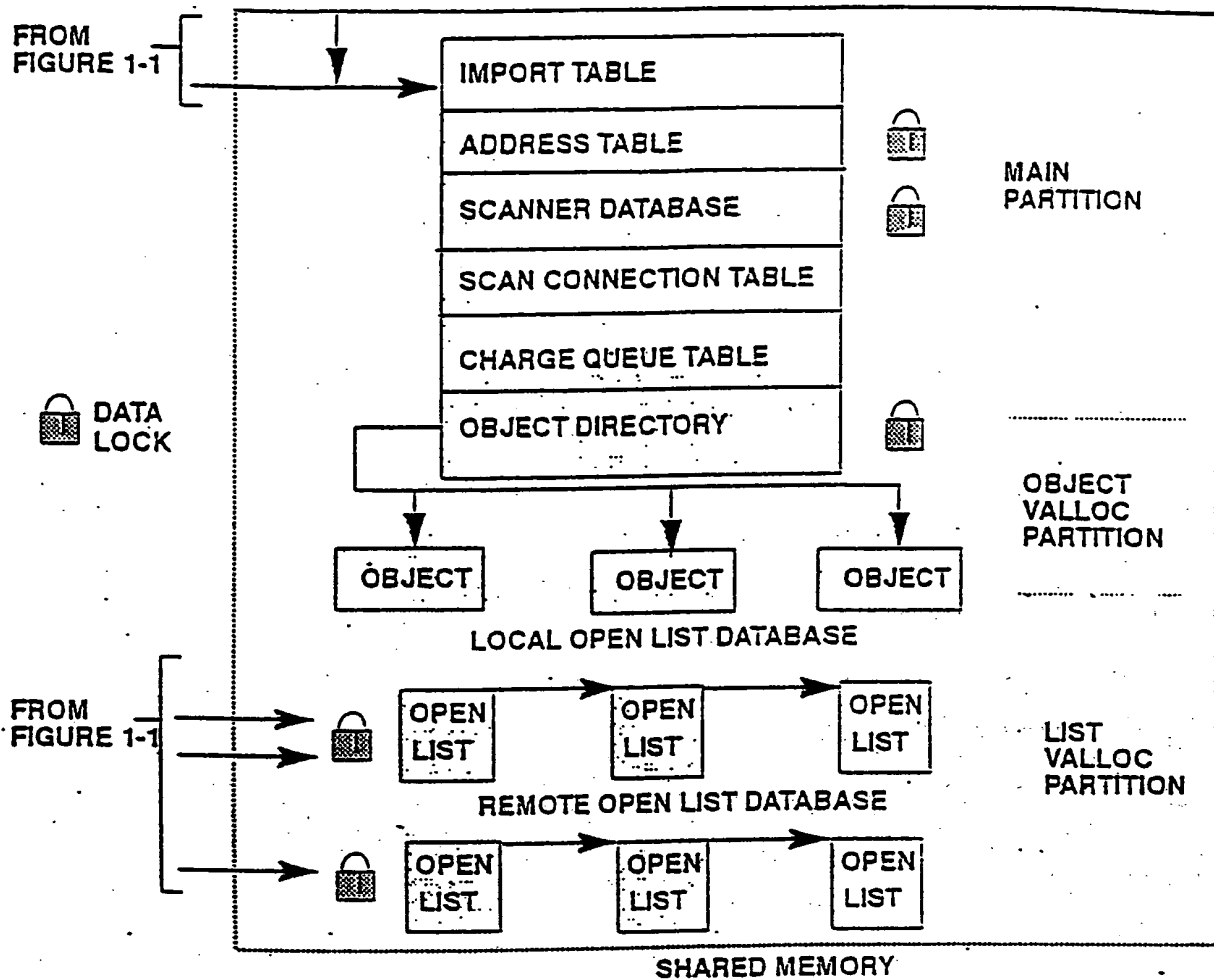 FROM
FIGURE 1-1
IMPORT TABLE
ADDRESS TABLE
MAIN
PARTITION
SCANNER DATABASE
SCAN CONNECTION TABLE
CHARGE QUEUE TABLE
DATA
LOCK
OBJECT DIRECTORY
OBJECT
VALLOC
PARTITION
OBJECT
OBJECT
OBJECT
LOCAL OPEN LIST DATABASE
FROM
FIGURE 1-1
OPEN
LIST
OPEN
LIST
OPEN
LIST
LIST
VALLOC
PARTITION
REMOTE OPEN LIST DATABASE
OPEN
LIST
OPEN
LIST
OPEN
LIST
SHARED MEMORY